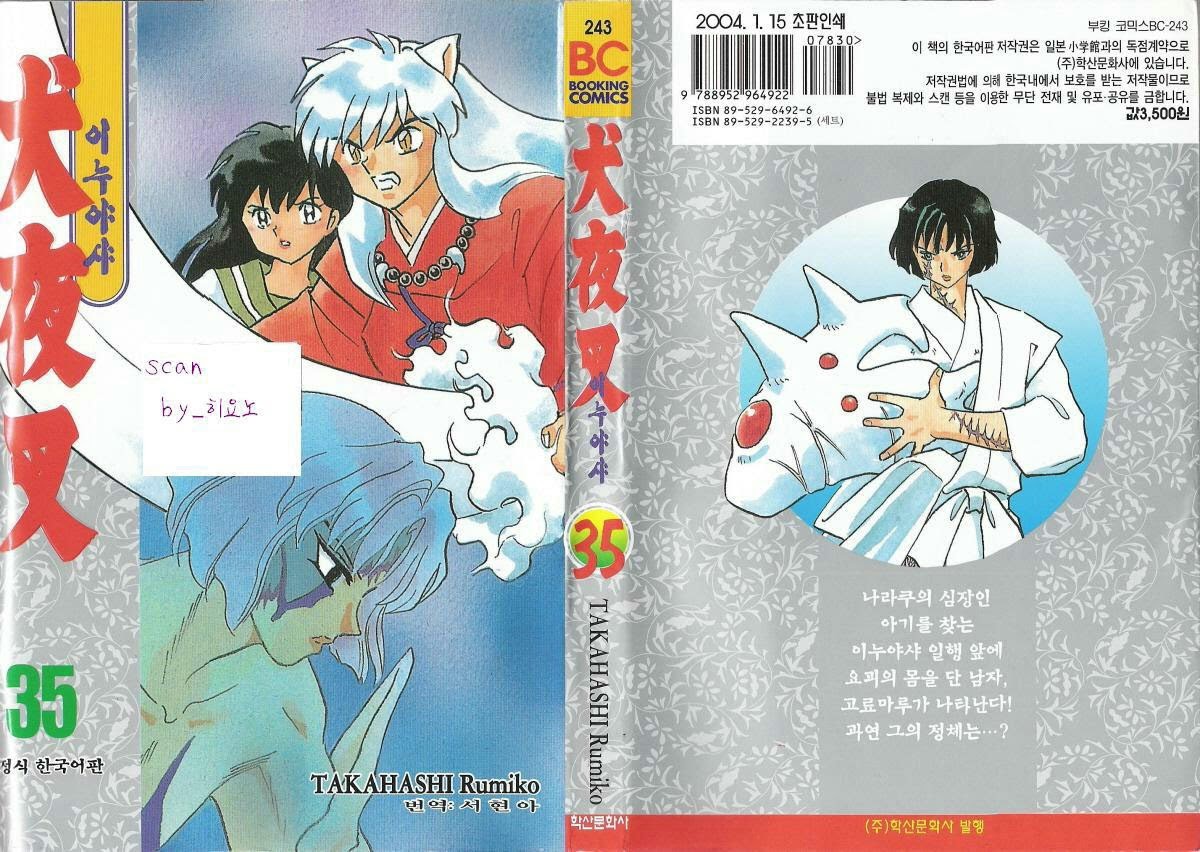 犬夜叉
이누야샤
scan
by_히요노
35
정식 한국어판
TAKAHASHI Rumiko
번역: 서현아
243
BC
BOOKING
COMICS
犬夜叉
이누야샤
35
TAKAHASHI Rumiko
학산문화사
2004. 1. 15 초판인쇄
07830>
9 788952 964922
ISBN 89-529-6492-6
ISBN 89-529-2239-5 (세트)
부킹 코믹스BC-243
이 책의 한국어판 저작권은 일본 小学館과의 독점계약으로
(주)학산문화사에 있습니다.
저작권법에 의해 한국내에서 보호를 받는 저작물이므로
불법 복제와 스캔 등을 이용한 무단 전재 및 유포·공유를 금합니다.
값3,500원
나라쿠의 심장인
아기를 찾는
이누야샤 일행 앞에
요괴의 몸을 단 남자,
고료마루가 나타난다!
과연 그의 정체는…?
(주)학산문화사 발행